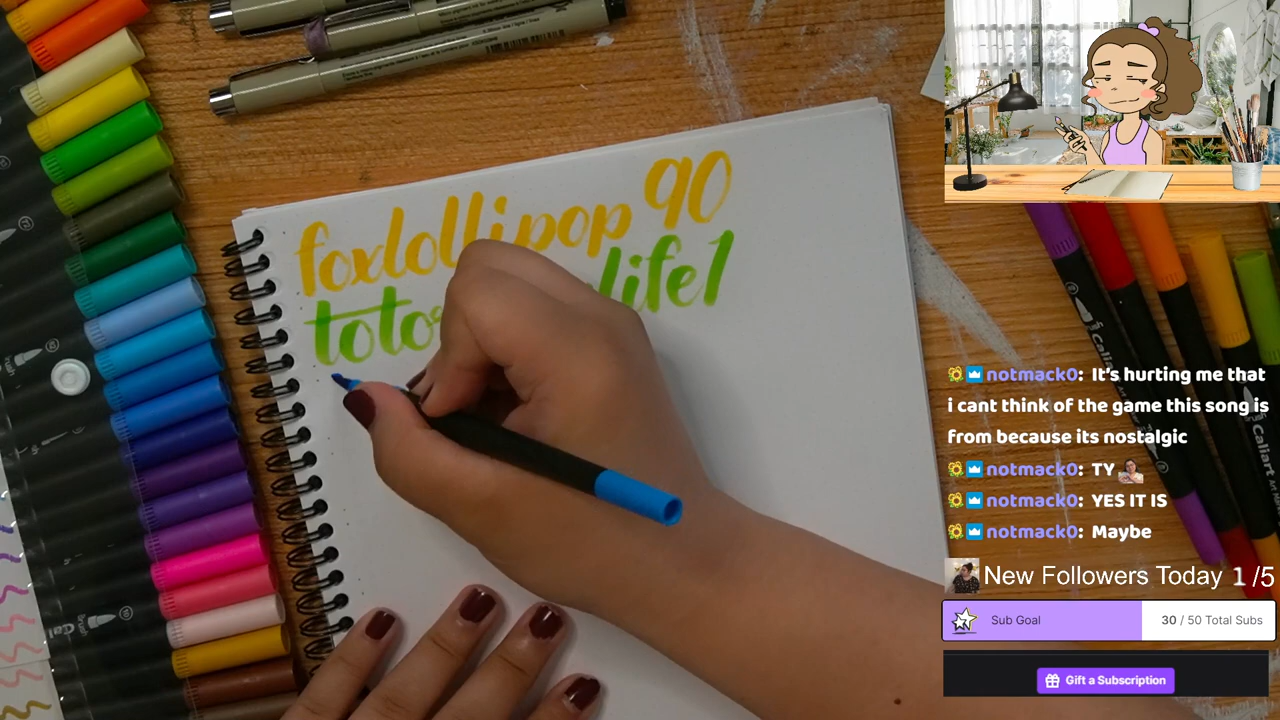 foxlollipop90
life1
notmack0: It's hurting me that
i cant think of the game this song is
from because its nostalgic
notmack0: TY
notmack0: YES IT IS
notmack0: Maybe
New Followers Today 1 /5
Sub Goal
30 / 50 Total Subs
Gift a Subscription